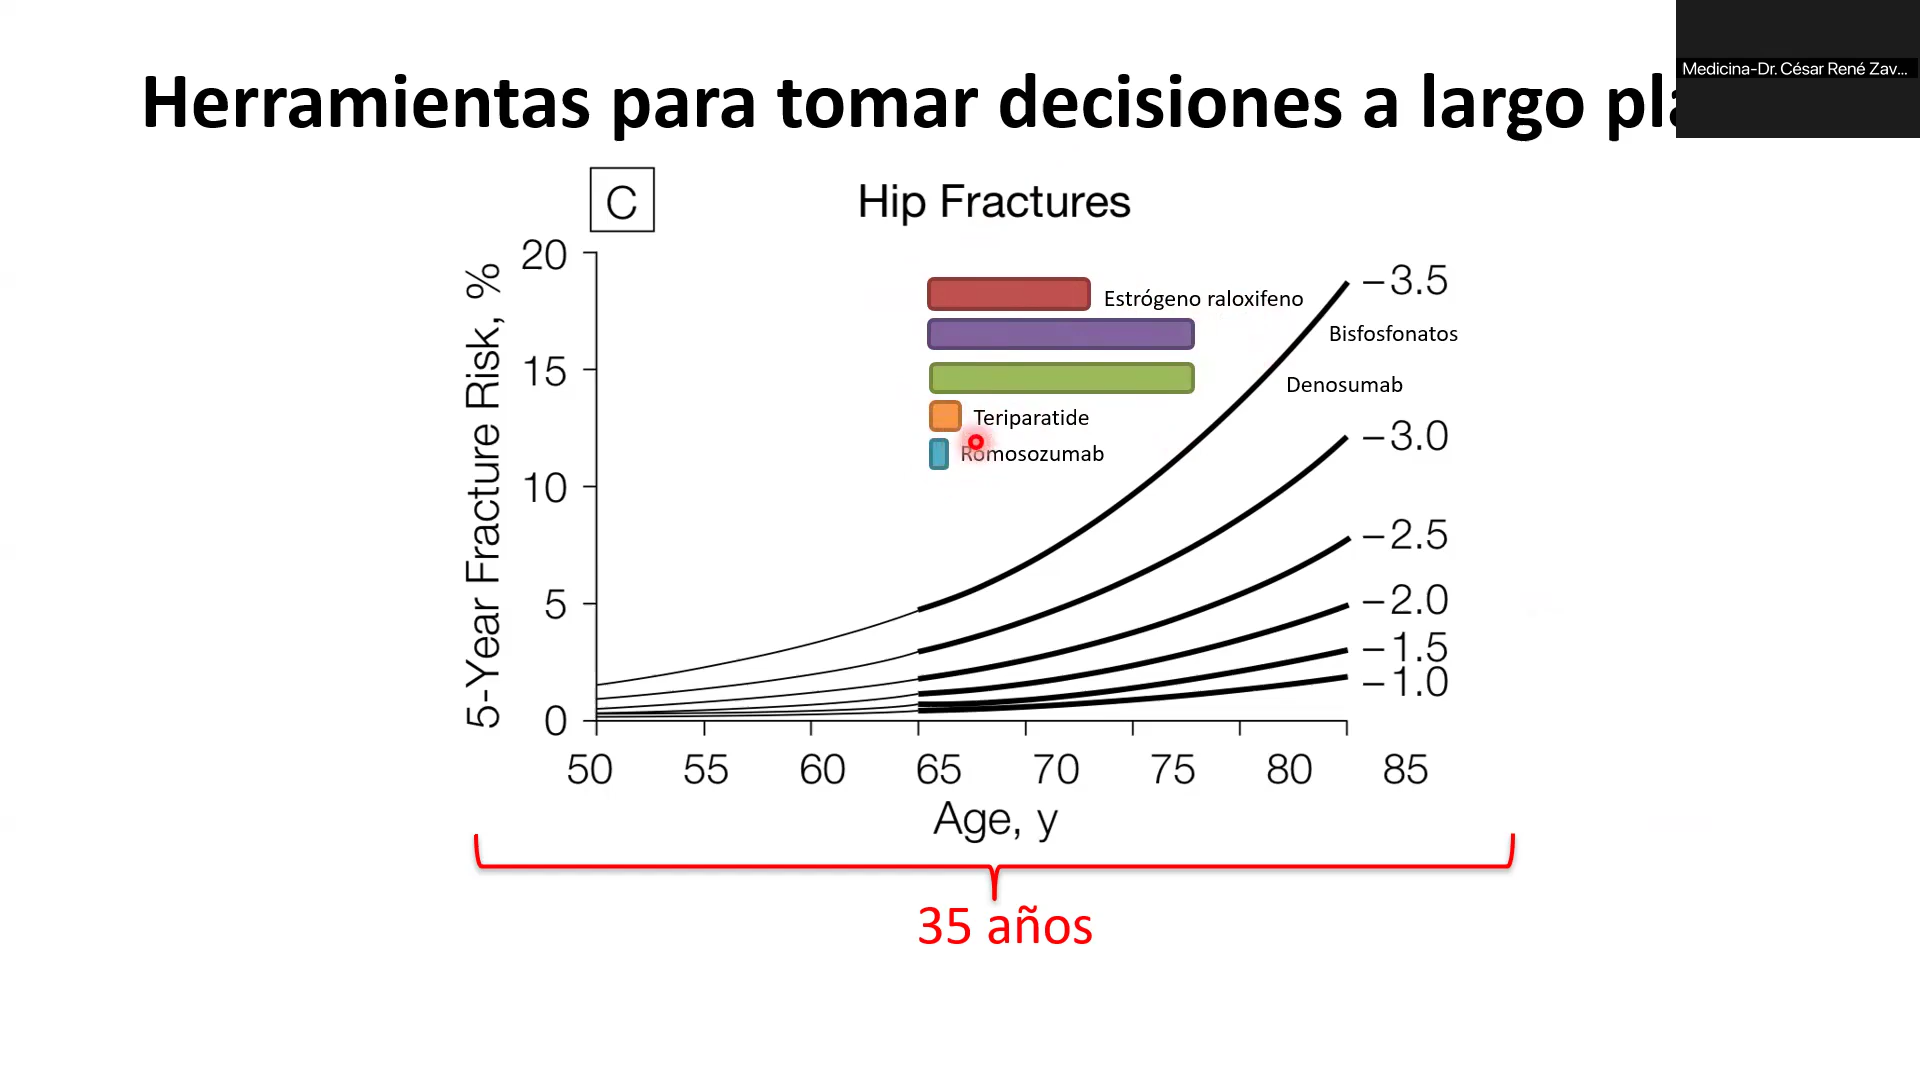 Medicina-Dr. César René Zav...
Herramientas para tomar decisiones a largo
C
Hip Fractures
5-Year Fracture Risk, %
20
15
10
5
0
Estrógeno raloxifeno
Bisfosfonatos
Denosumab
Teriparatide
Romosozumab
−3.5
−3.0
−2.5
−2.0
−1.5
−1.0
50 55 60 65 70 75 80 85
Age, y
35 años